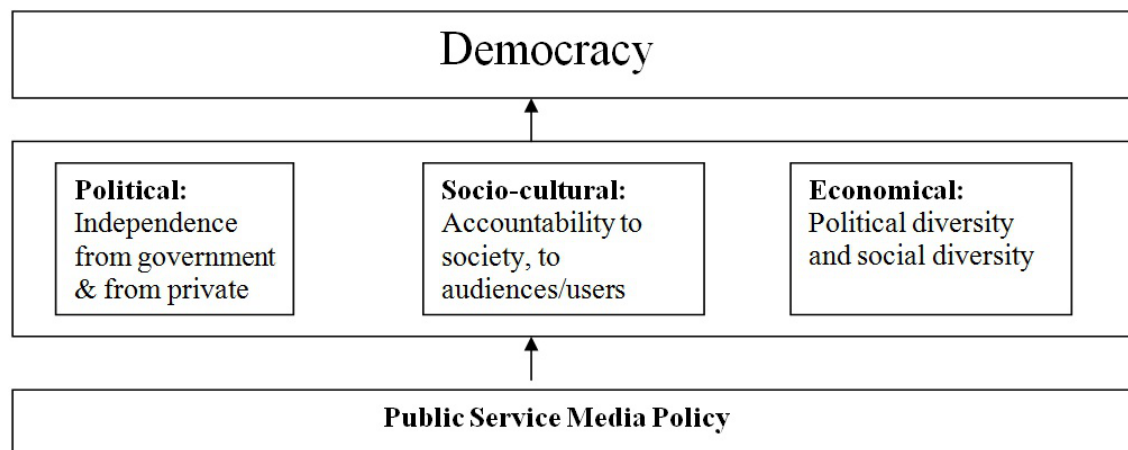 Democracy
Political:
Independence
from government
& from private
Socio-cultural:
Accountability to
society, to
audiences/users
Economical:
Political diversity
and social diversity
Public Service Media Policy